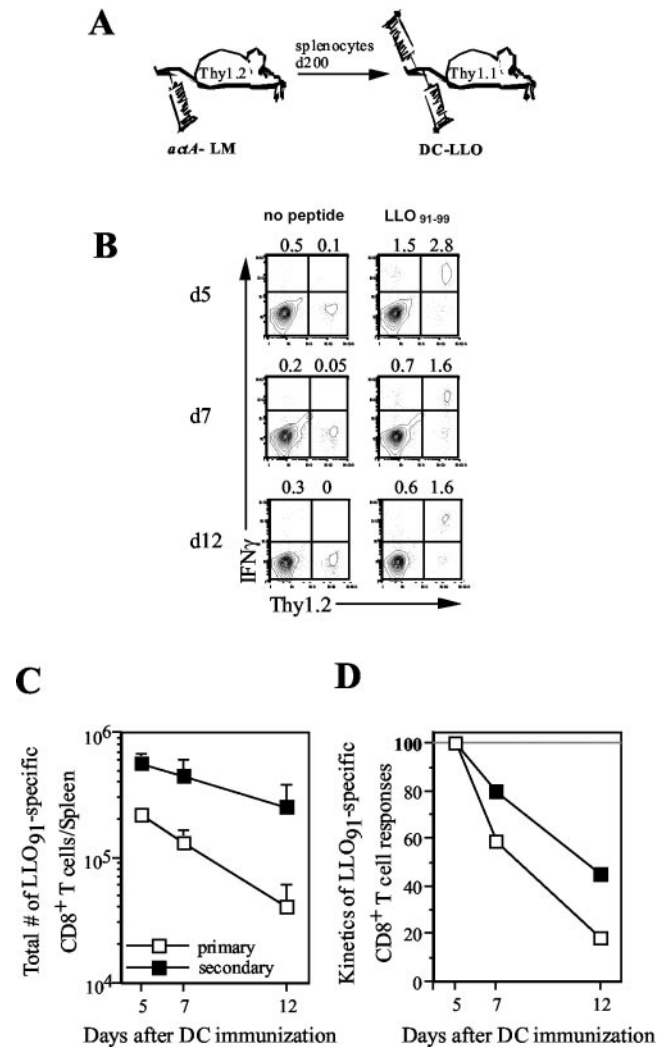 A
Thy1.2
splenocytes
d200
Thy1.1
actA- LM
DC-LLO
B
no peptide
LLO 91-99
d5
0.5 0.1
1.5 2.8
d7
0.2 0.05
0.7 1.6
d12
0.3 0
0.6 1.6
IFNγ
Thy1.2
C
Total # of LLO91-specific
CD8+ T cells/Spleen
10^6
10^5
10^4
primary
secondary
5 7 12
Days after DC immunization
D
Kinetics of LLO91-specific
CD8+ T cell responses
100
80
60
40
20
0
5 7 12
Days after DC immunization